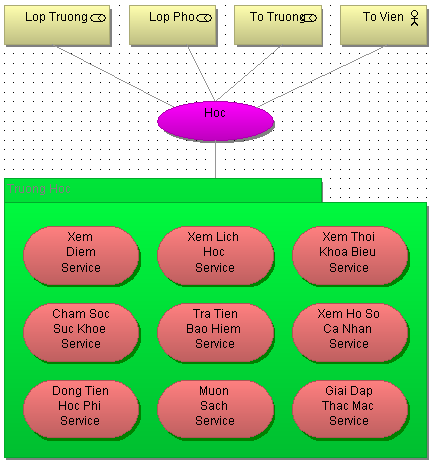 Lop Truong
Lop Pho
To Truong
To Vien
Hoc
Truong Hoc
Xem
Diem
Service
Xem Lich
Hoc
Service
Xem Thoi
Khoa Bieu
Service
Cham Soc
Suc Khoe
Service
Tra Tien
Bao Hiem
Service
Xem Ho So
Ca Nhan
Service
Dong Tien
Hoc Phi
Service
Muon
Sach
Service
Giai Dap
Thac Mac
Service